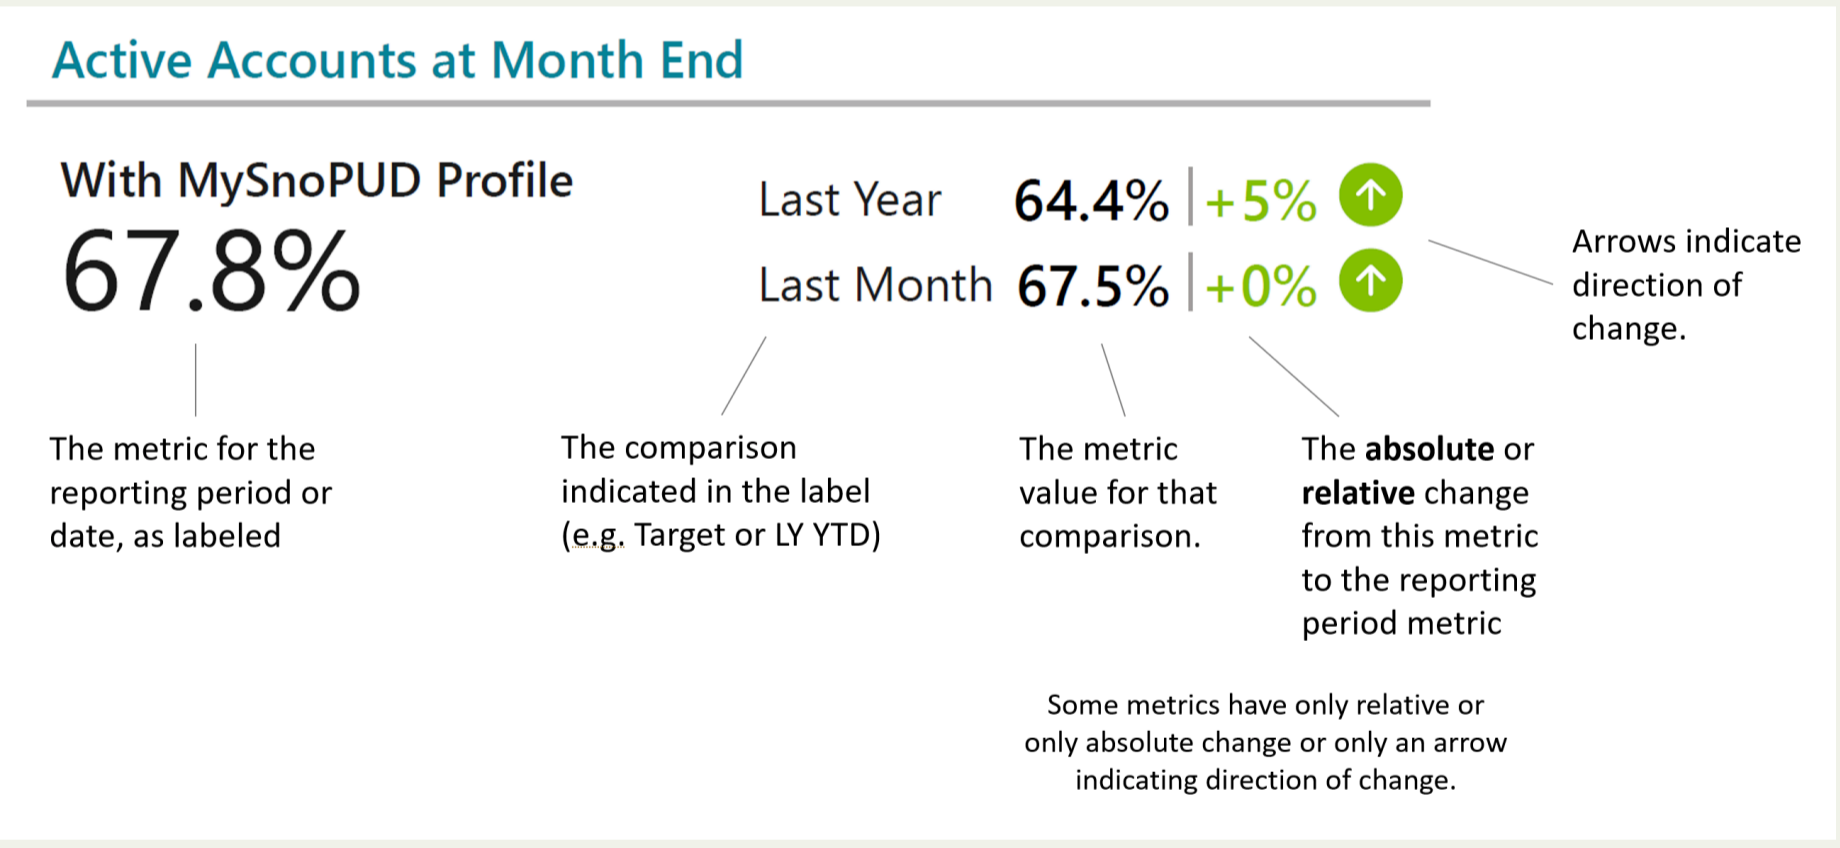 Active Accounts at Month End
With MySnoPUD Profile
67.8%
Last Year 64.4% +5%
Last Month 67.5% +0%
Arrows indicate
direction of
change.
The metric for the
reporting period or
date, as labeled
The comparison
indicated in the label
(e.g. Target or LY YTD)
The metric
value for that
comparison.
The absolute or
relative change
from this metric
to the reporting
period metric
Some metrics have only relative or
only absolute change or only an arrow
indicating direction of change.